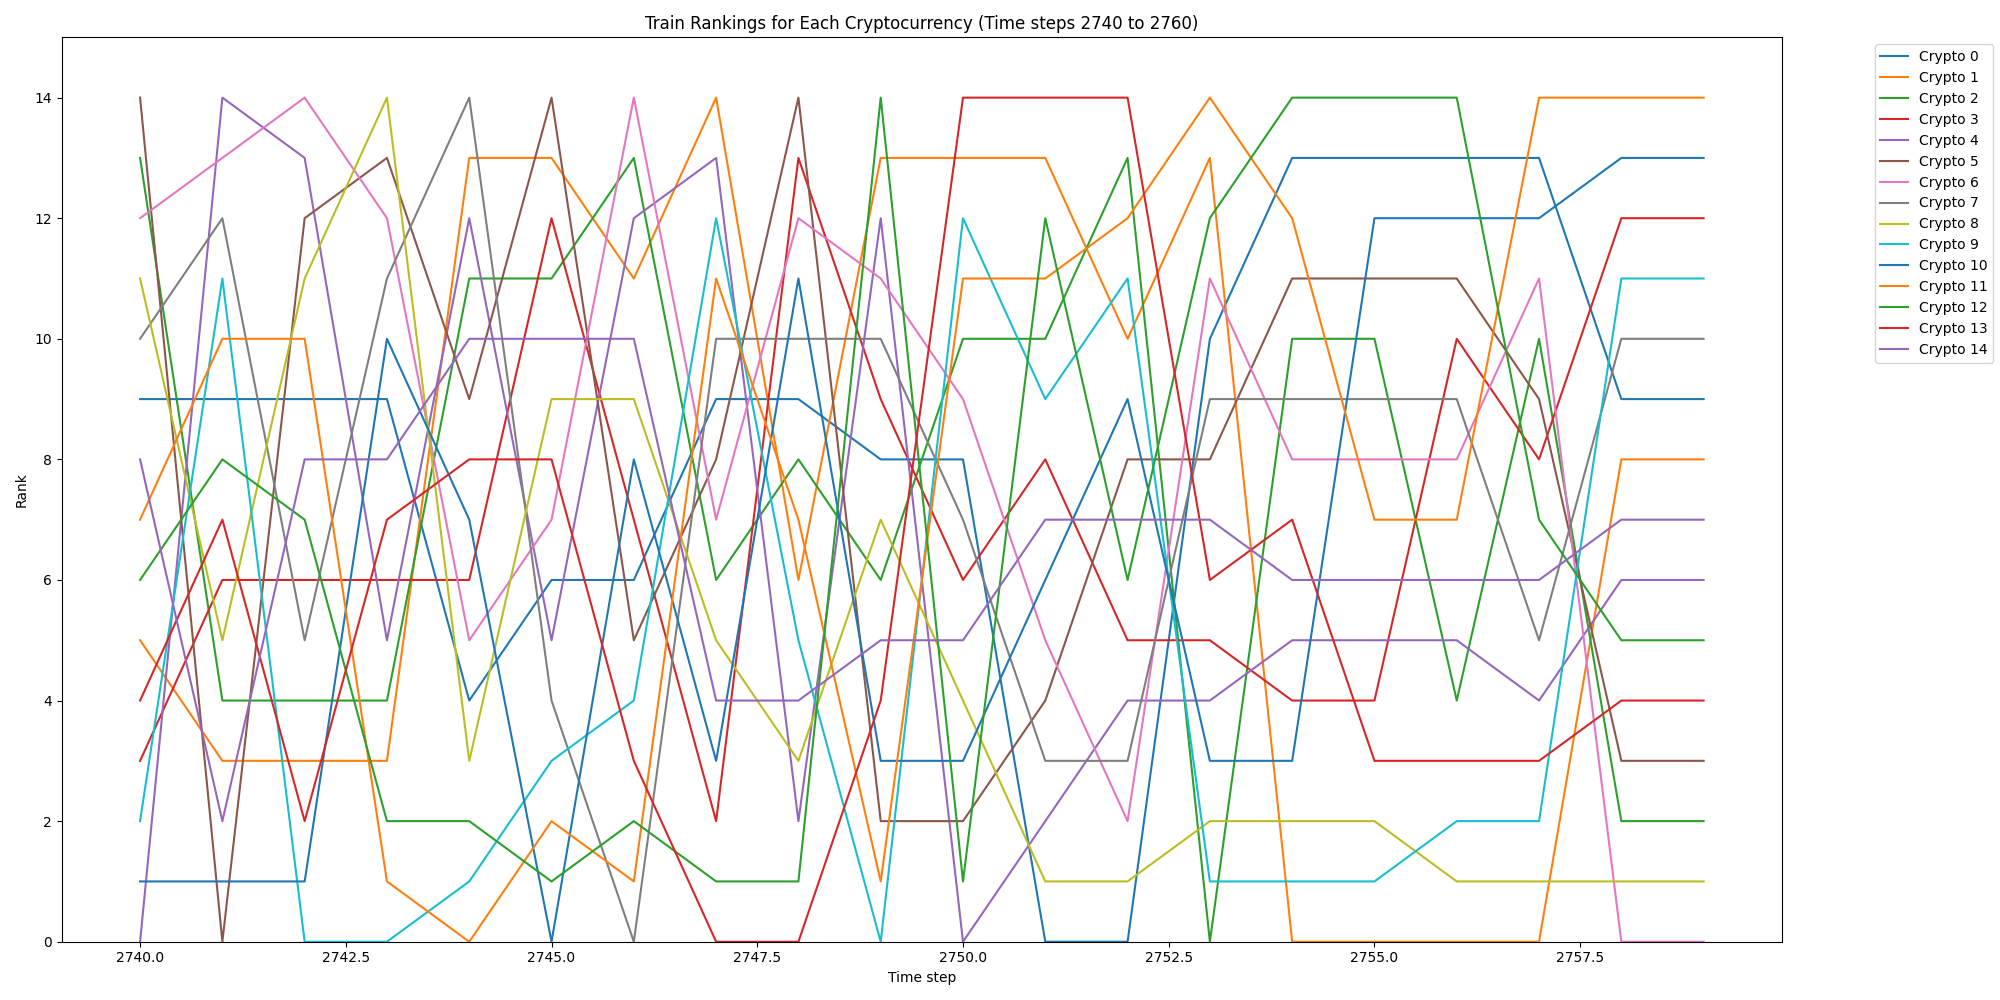 Train Rankings for Each Cryptocurrency (Time steps 2740 to 2760)
Rank
14
12
10
8
6
4
2
0
2740.0 2742.5 2745.0 2747.5 2750.0 2752.5 2755.0 2757.5
Time step
Crypto 0
Crypto 1
Crypto 2
Crypto 3
Crypto 4
Crypto 5
Crypto 6
Crypto 7
Crypto 8
Crypto 9
Crypto 10
Crypto 11
Crypto 12
Crypto 13
Crypto 14